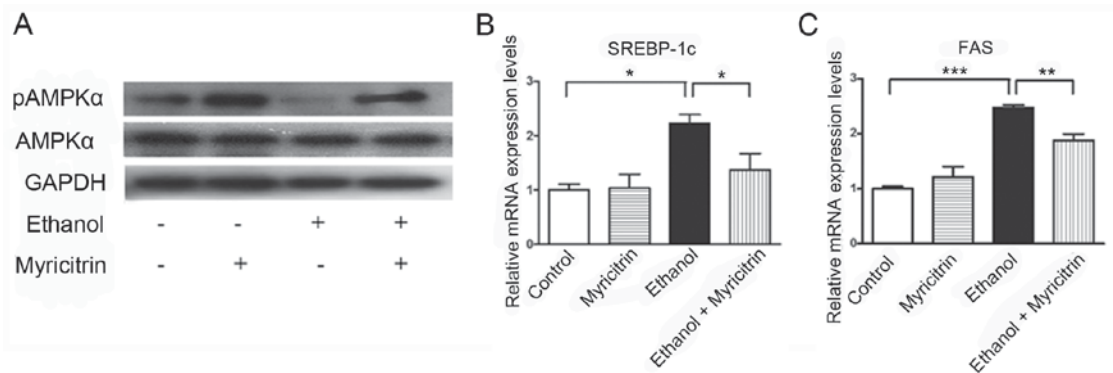 A
pAMPKα
AMPKα
GAPDH
Ethanol - - + +
Myricitrin - + - +
B
SREBP-1c
Relative mRNA expression levels
3
2
1
0
* *
Control
Myricitrin
Ethanol
Ethanol + Myricitrin
C
FAS
Relative mRNA expression levels
3
2
1
0
*** **
Control
Myricitrin
Ethanol
Ethanol + Myricitrin